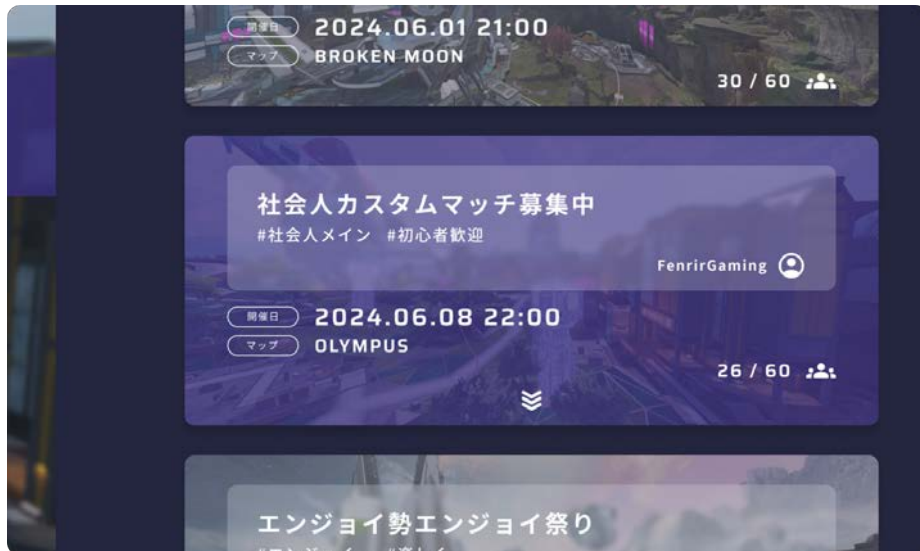 開催日 2024.06.01 21:00
マップ BROKEN MOON
30 / 60
社会人カスタムマッチ募集中
#社会人メイン #初心者歓迎
FenrirGaming
開催日 2024.06.08 22:00
マップ OLYMPUS
26 / 60
エンジョイ勢エンジョイ祭り